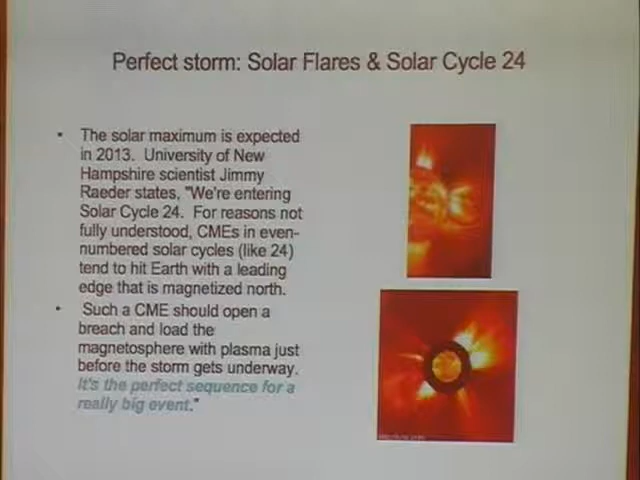 Perfect storm: Solar Flares & Solar Cycle 24
• The solar maximum is expected
in 2013. University of New
Hampshire scientist Jimmy
Raeder states, "We're entering
Solar Cycle 24. For reasons not
fully understood, CMEs in even-
numbered solar cycles (like 24)
tend to hit Earth with a leading
edge that is magnetized north.
• Such a CME should open a
breach and load the
magnetosphere with plasma just
before the storm gets underway.
It's the perfect sequence for a
really big event."